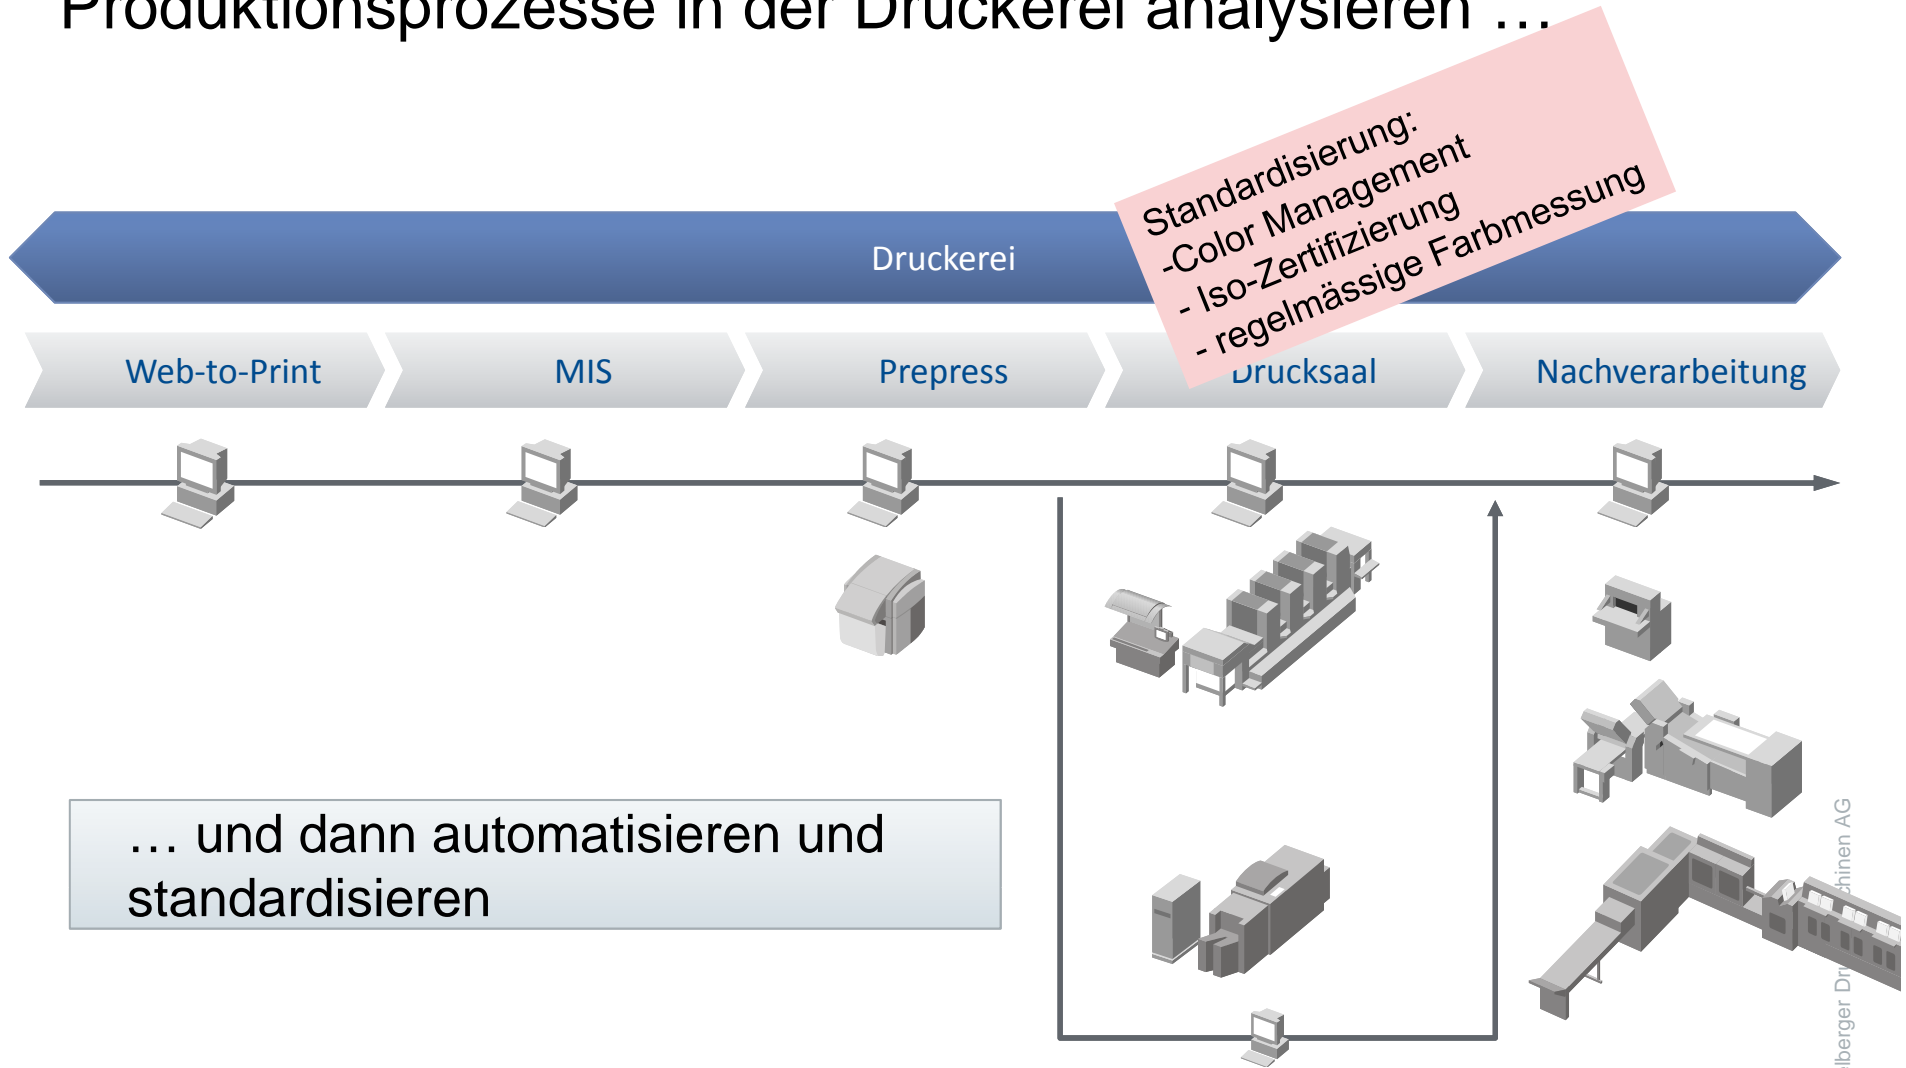 Produktionsprozesse in der Druckerei analysieren …
Standardisierung:
-Color Management
- Iso-Zertifizierung
- regelmässige Farbmessung
Druckerei
Web-to-Print
MIS
Prepress
Drucksaal
Nachverarbeitung
… und dann automatisieren und
standardisieren
AG